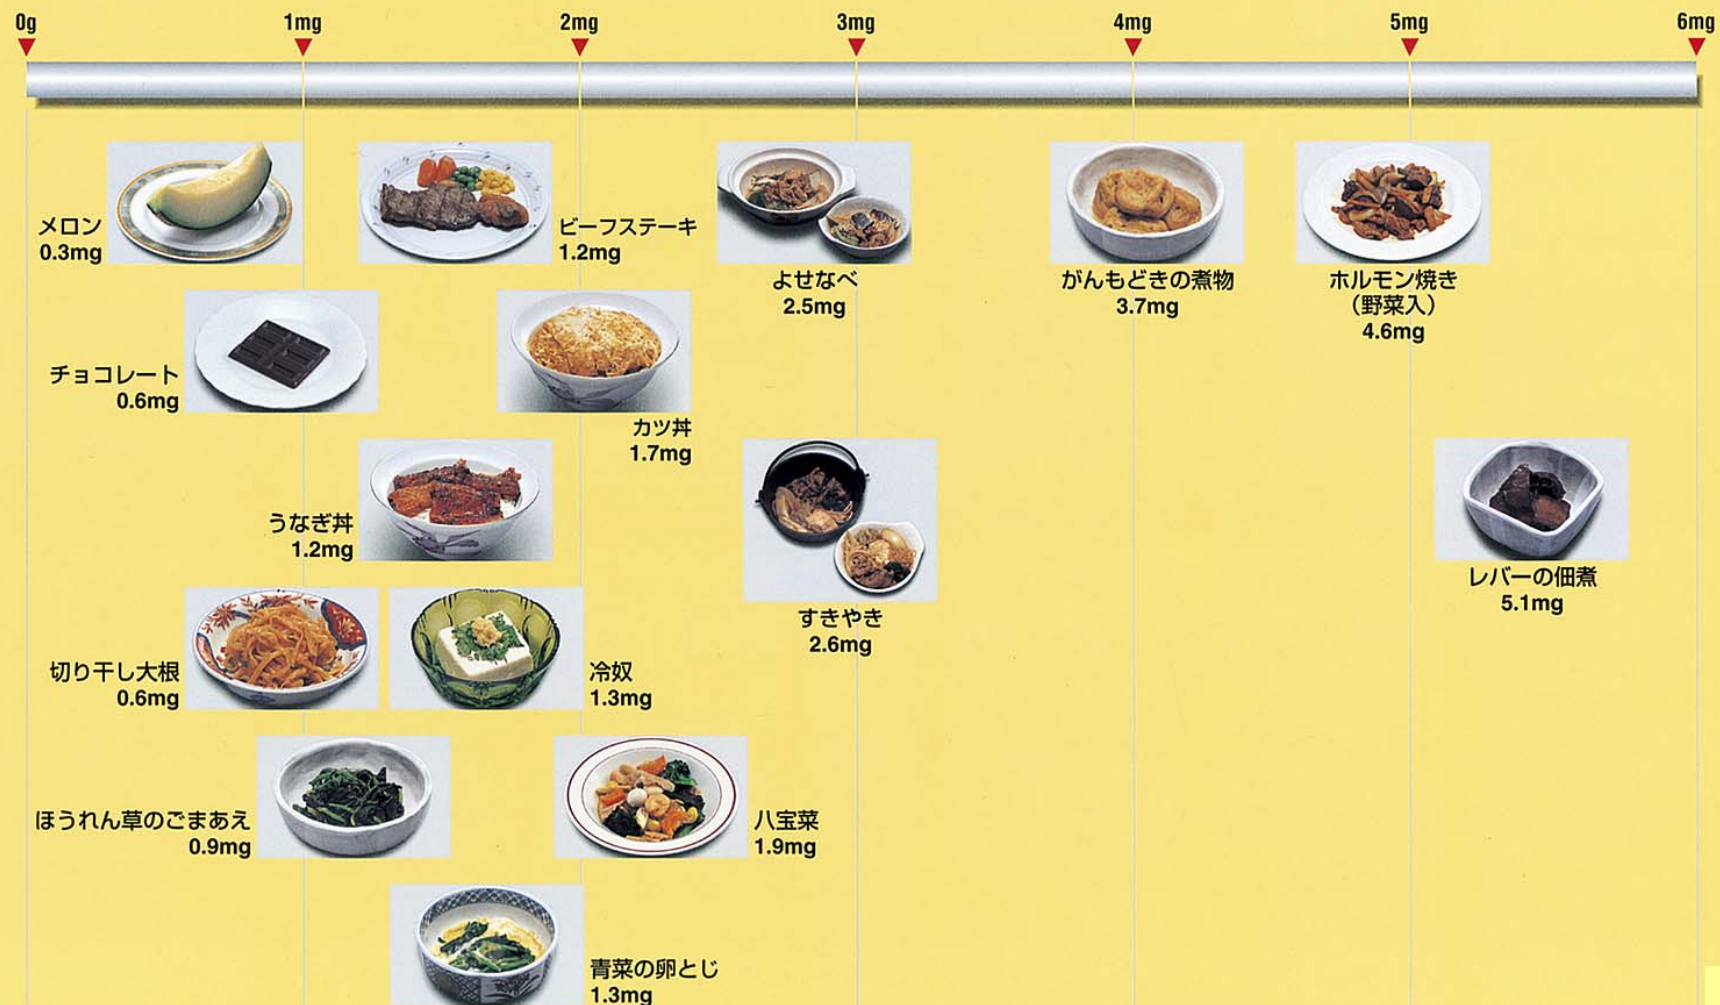 0g
1mg
2mg
3mg
4mg
5mg
6mg
メロン
0.3mg
ビーフステーキ
1.2mg
よせなべ
2.5mg
がんもどきの煮物
3.7mg
ホルモン焼き
（野菜入）
4.6mg
チョコレート
0.6mg
カツ丼
1.7mg
うなぎ丼
1.2mg
すきやき
2.6mg
レバーの佃煮
5.1mg
切り干し大根
0.6mg
冷奴
1.3mg
ほうれん草のごまあえ
0.9mg
八宝菜
1.9mg
青菜の卵とじ
1.3mg